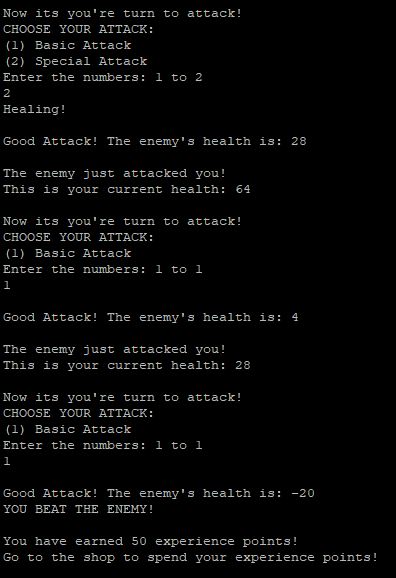 Now its you're turn to attack!
CHOOSE YOUR ATTACK:
(1) Basic Attack
(2) Special Attack
Enter the numbers: 1 to 2
2
Healing!
Good Attack! The enemy's health is: 28
The enemy just attacked you!
This is your current health: 64
Now its you're turn to attack!
CHOOSE YOUR ATTACK:
(1) Basic Attack
Enter the numbers: 1 to 1
1
Good Attack! The enemy's health is: 4
The enemy just attacked you!
This is your current health: 28
Now its you're turn to attack!
CHOOSE YOUR ATTACK:
(1) Basic Attack
Enter the numbers: 1 to 1
1
Good Attack! The enemy's health is: -20
YOU BEAT THE ENEMY!
You have earned 50 experience points!
Go to the shop to spend your experience points!